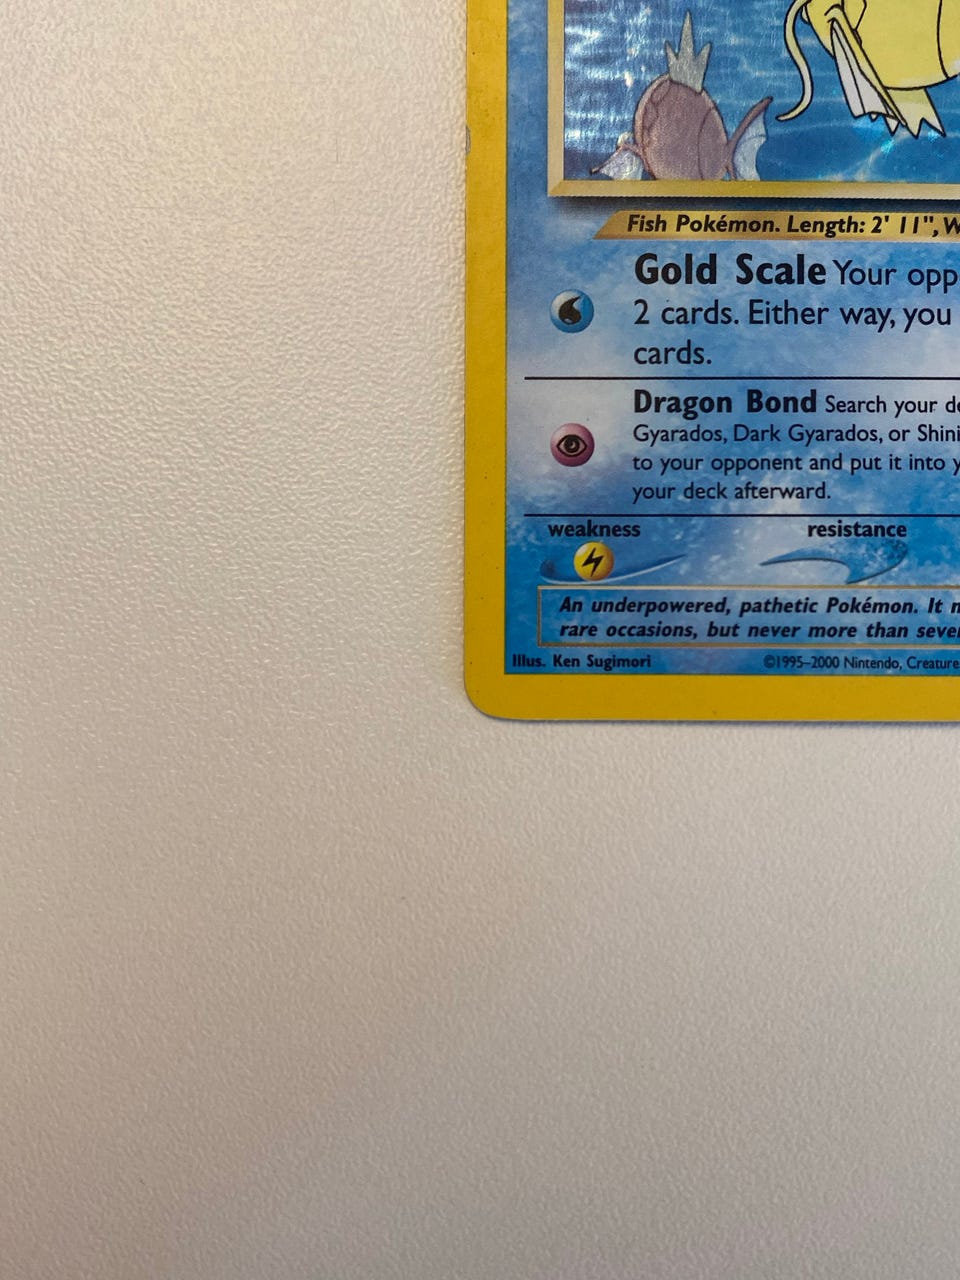 Fish Pokémon. Length: 2' 11",
Gold Scale Your
2 cards. Either way, you
cards.
Dragon Bond Search your
Gyarados, Dark Gyarados, or
to your opponent and put it into
your deck afterward.
weakness resistance
An underpowered, pathetic Pokémon. It
rare occasions, but never more than
Illus. Ken Sugimori ©1995–2000 Nintendo,